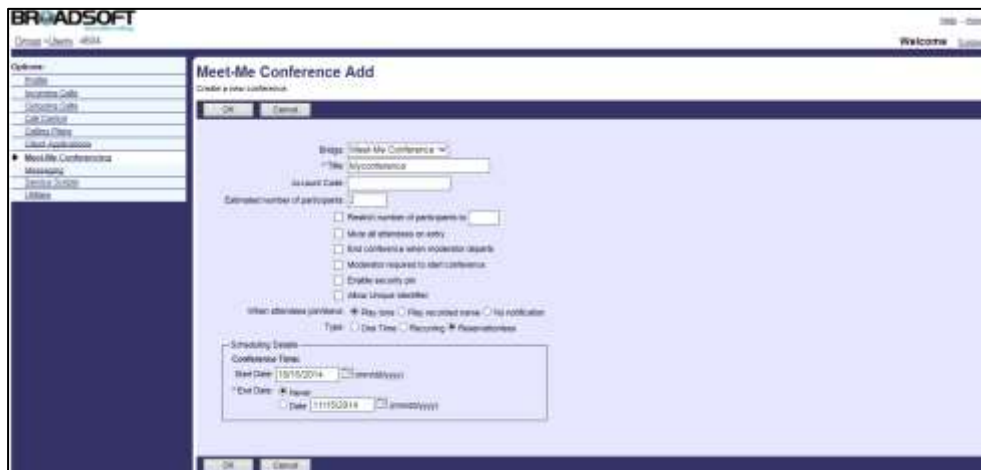 BROADSOFT
Group >Users
Welcome
Options:
Profile
Incoming Calls
Outgoing Calls
Call Control
Calling Plans
Client Applications
Meet-Me Conferencing
Messaging
Service Scripts
Utilities
Meet-Me Conference Add
Create a new conference.
OK Cancel
Bridge: Meet-Me Conference
* Title: Myconference
Account Code:
Estimated number of participants: 2
Restrict number of participants to
Mute all attendees on entry
End conference when moderator departs
Moderator required to start conference
Enable security pin
Allow Unique Identifier
When attendees join/leave: Play tone Play recorded name No notification
Type: One Time Recurring Reservationless
Scheduling Details
Conference Time:
Start Date: 10/15/2014 (mm/dd/yyyy)
* End Date: Never
Date 11/15/2014 (mm/dd/yyyy)
OK Cancel